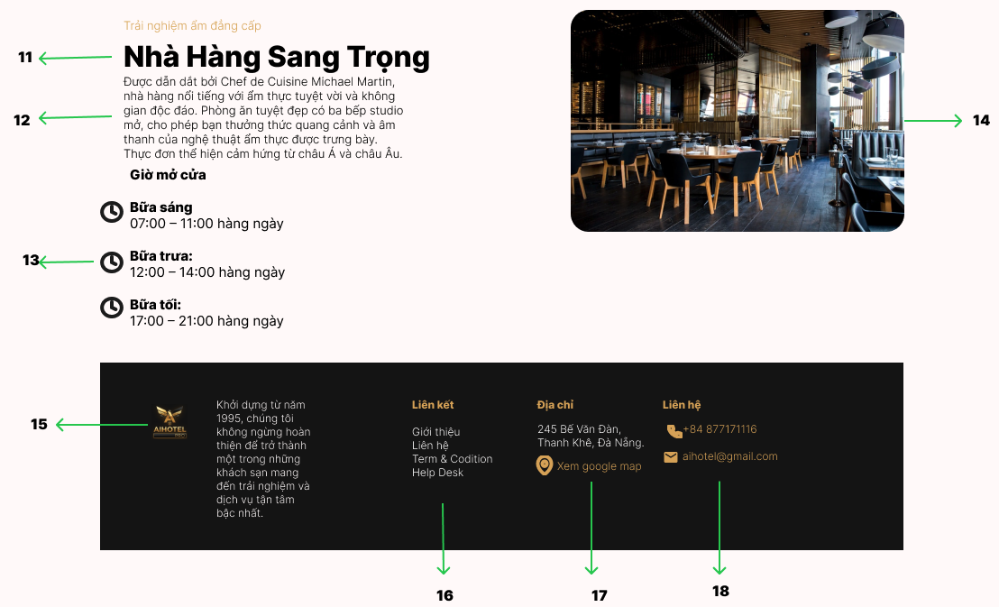 Trải nghiệm ẩm đẳng cấp
11
Nhà Hàng Sang Trọng
Được dẫn dắt bởi Chef de Cuisine Michael Martin,
nhà hàng nổi tiếng với ẩm thực tuyệt vời và không
12
gian độc đáo. Phòng ăn tuyệt đẹp có ba bếp studio
mở, cho phép bạn thưởng thức quang cảnh và âm
thanh của nghệ thuật ẩm thực được trưng bày.
Thực đơn thể hiện cảm hứng từ châu Á và châu Âu.
14
Giờ mở cửa
Bữa sáng
07:00 – 11:00 hàng ngày
13
Bữa trưa:
12:00 – 14:00 hàng ngày
Bữa tối:
17:00 – 21:00 hàng ngày
15
AIHOTEL
PRO
Khởi dựng từ năm
1995, chúng tôi
không ngừng hoàn
thiện để trở thành
một trong những
khách sạn mang
đến trải nghiệm và
dịch vụ tận tâm
bậc nhất.
Liên kết
Giới thiệu
Liên hệ
Term & Codition
Help Desk
Địa chỉ
245 Bế Văn Đàn,
Thanh Khê, Đà Nẵng.
Xem google map
Liên hệ
+84 877171116
aihotel@gmail.com
16
17
18